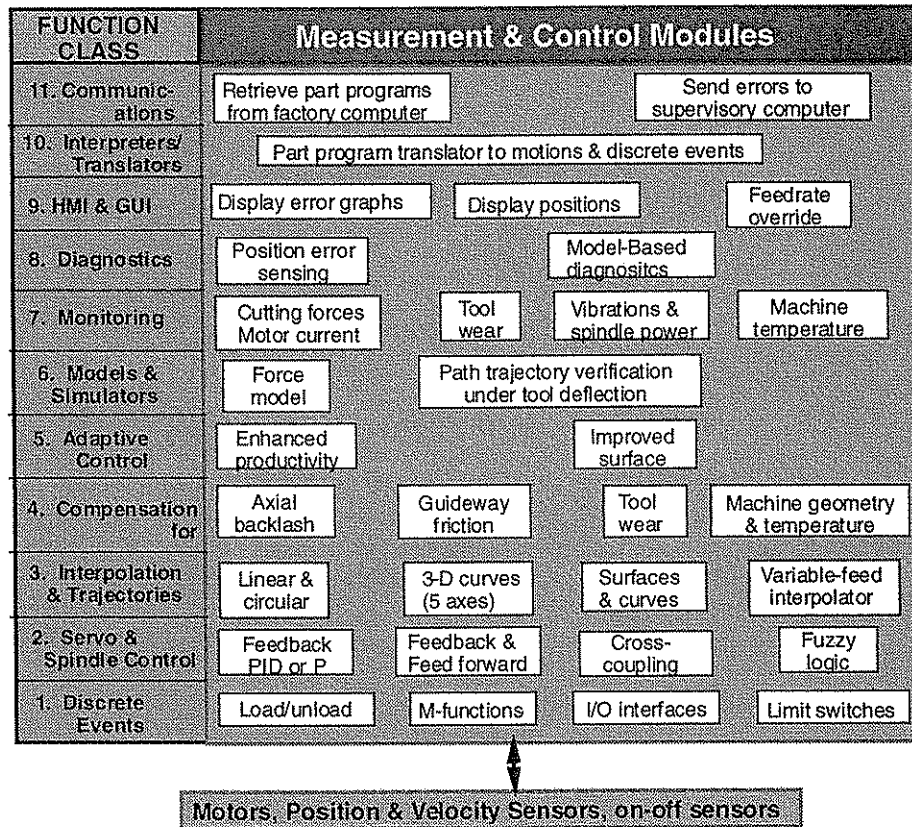 FUNCTION
CLASS
Measurement & Control Modules
11. Communic-
ations
Retrieve part programs
from factory computer
Send errors to
supervisory computer
10. Interpreters/
Translators
Part program translator to motions & discrete events
9. HMI & GUI
Display error graphs
Display positions
Feedrate
override
8. Diagnostics
Position error
sensing
Model-Based
diagnositcs
7. Monitoring
Cutting forces
Motor current
Tool
wear
Vibrations &
spindle power
Machine
temperature
6. Models &
Simulators
Force
model
Path trajectory verification
under tool deflection
5. Adaptive
Control
Enhanced
productivity
Improved
surface
4. Compensation
for
Axial
backlash
Guideway
friction
Tool
wear
Machine geometry
& temperature
3. Interpolation
& Trajectories
Linear &
circular
3-D curves
(5 axes)
Surfaces
& curves
Variable-feed
interpolator
2. Servo &
Spindle Control
Feedback
PID or P
Feedback &
Feed forward
Cross-
coupling
Fuzzy
logic
1. Discrete
Events
Load/unload
M-functions
I/O interfaces
Limit switches
Motors, Position & Velocity Sensors, on-off sensors